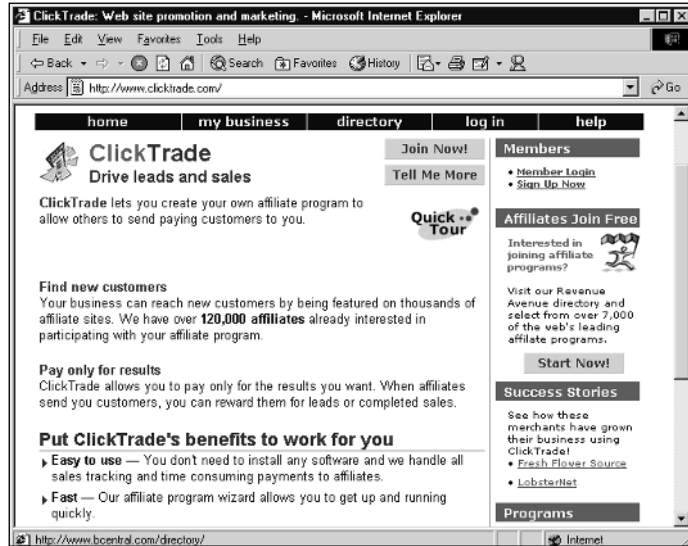 ClickTrade: Web site promotion and marketing. - Microsoft Internet Explorer
File Edit View Favorites Tools Help
Back Search Favorites History
Address http://www.clicktrade.com/ Go
home my business directory log in help
ClickTrade
Drive leads and sales
Join Now!
Tell Me More
ClickTrade lets you create your own affiliate program to
allow others to send paying customers to you.
Quick
Tour
Find new customers
Your business can reach new customers by being featured on thousands of
affiliate sites. We have over 120,000 affiliates already interested in
participating with your affiliate program.
Pay only for results
ClickTrade allows you to pay only for the results you want. When affiliates
send you customers, you can reward them for leads or completed sales.
Put ClickTrade's benefits to work for you
Easy to use — You don't need to install any software and we handle all
sales tracking and time consuming payments to affiliates.
Fast — Our affiliate program wizard allows you to get up and running
quickly.
Members
• Member Login
• Sign Up Now
Affiliates Join Free
Interested in
joining affiliate
programs?
Visit our Revenue
Avenue directory and
select from over 7,000
of the web's leading
affilate programs.
Start Now!
Success Stories
See how these
merchants have grown
their business using
ClickTrade!
• Fresh Flower Source
• LobsterNet
Programs
http://www.bcentral.com/directory/ Internet